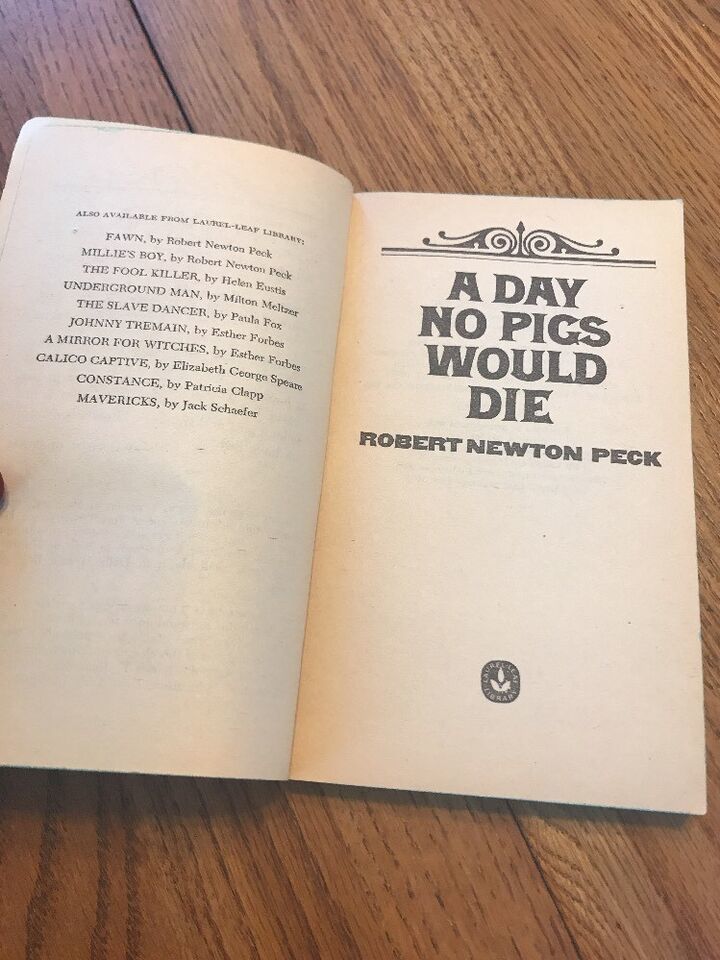 ALSO AVAILABLE FROM LAUREL-LEAF LIBRARY:
FAWN, by Robert Newton Peck
MILLIE'S BOY, by Robert Newton Peck
THE FOOL KILLER, by Helen Eustis
UNDERGROUND MAN, by Milton Meltzer
THE SLAVE DANCER, by Paula Fox
JOHNNY TREMAIN, by Esther Forbes
A MIRROR FOR WITCHES, by Esther Forbes
CALICO CAPTIVE, by Elizabeth George Speare
CONSTANCE, by Patricia Clapp
MAVERICKS, by Jack Schaefer
A DAY
NO PIGS
WOULD
DIE
ROBERT NEWTON PECK
LAUREL-LEAF
LIBRARY